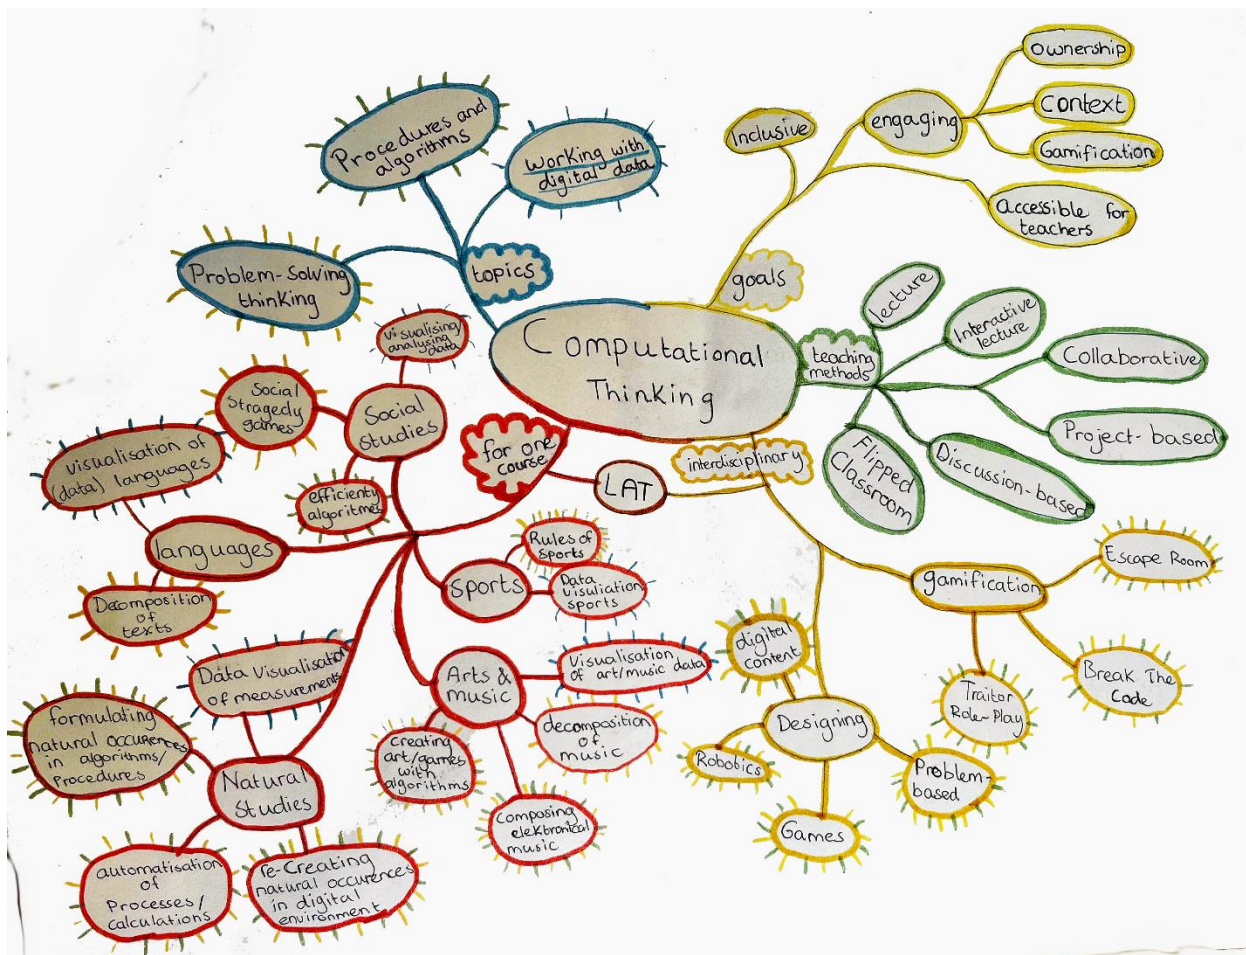 Computational
Thinking
topics
Procedures and
algorithms
working with
digital data
Problem-Solving
thinking
goals
Inclusive
engaging
ownership
Context
Gamification
accessible for
teachers
teaching
methods
lecture
Interactive
lecture
Collaborative
Project-based
Discussion-based
Flipped
Classroom
interdisciplinary
LAT
gamification
Escape Room
Break The
Code
Traitor
Role-Play
Designing
digital
content
Robotics
Games
Problem-
based
for one
course
Social
studies
visualising/
analysing
data
Social
Stragedy
games
efficienty
algoritmes
languages
visualisation of
(data) languages
Decomposition
of
texts
Sports
Rules of
Sports
Data
visuliation
sports
Arts &
music
Visualisation
of art/music data
decomposition
of
music
Composing
elektronical
music
Creating
art/games
with
algorithms
Natural
Studies
Data Visualisation
of measurements
formulating
natural occurences
in algorithms/
Procedures
automatisation
of
Processes/
calculations
re-Creating
natural occurences
in digital
environment